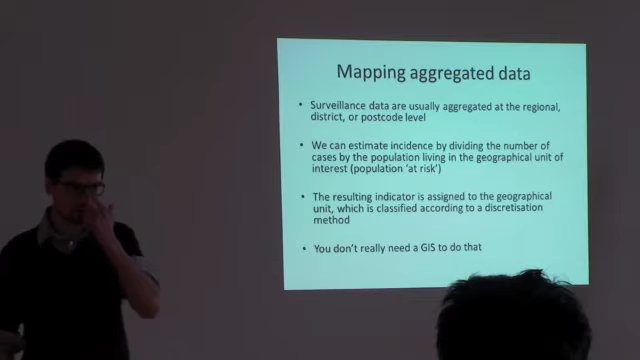 Mapping aggregated data
• Surveillance data are usually aggregated at the regional,
district, or postcode level
• We can estimate incidence by dividing the number of
cases by the population living in the geographical unit of
interest (population ‘at risk’)
• The resulting indicator is assigned to the geographical
unit, which is classified according to a discretisation
method
• You don’t really need a GIS to do that